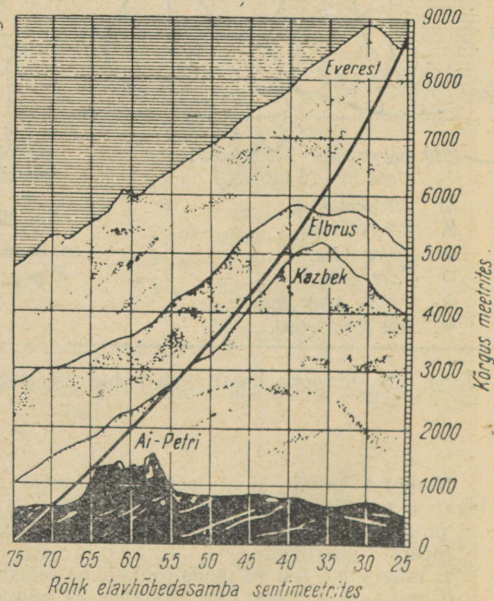 9000
8000
7000
6000
5000
4000
3000
2000
1000
0
Everest
Elbrus
Kazbek
Ai-Petri
Kõrgus meetrites
75 70 65 60 55 50 45 40 35 30 25
Rõhk elavhõbedasamba sentimeetrites